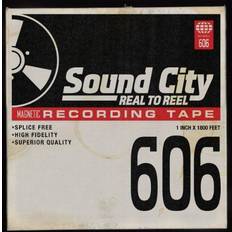 606
Sound City
REAL TO REEL
MAGNETIC RECORDING TAPE
• SPLICE FREE
• HIGH FIDELITY
• SUPERIOR QUALITY
1 INCH X 1800 FEET
606